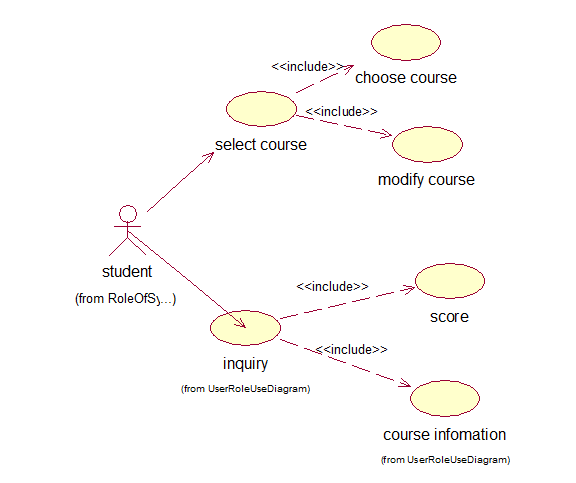 <<include>>
choose course
<<include>>
select course
modify course
student
(from RoleOfSy...)
<<include>>
score
inquiry
(from UserRoleUseDiagram)
<<include>>
course infomation
(from UserRoleUseDiagram)